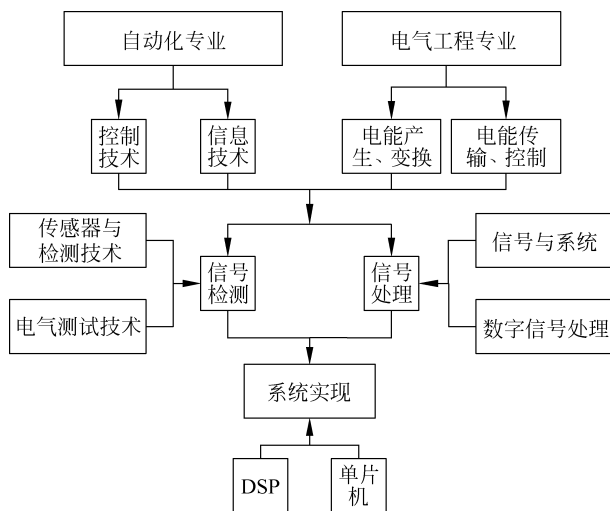 自动化专业
电气工程专业
控制
技术
信息
技术
电能产
生、变换
电能传
输、控制
传感器与
检测技术
信号
检测
信号
处理
信号与系统
电气测试技术
数字信号处理
系统实现
DSP
单片
机